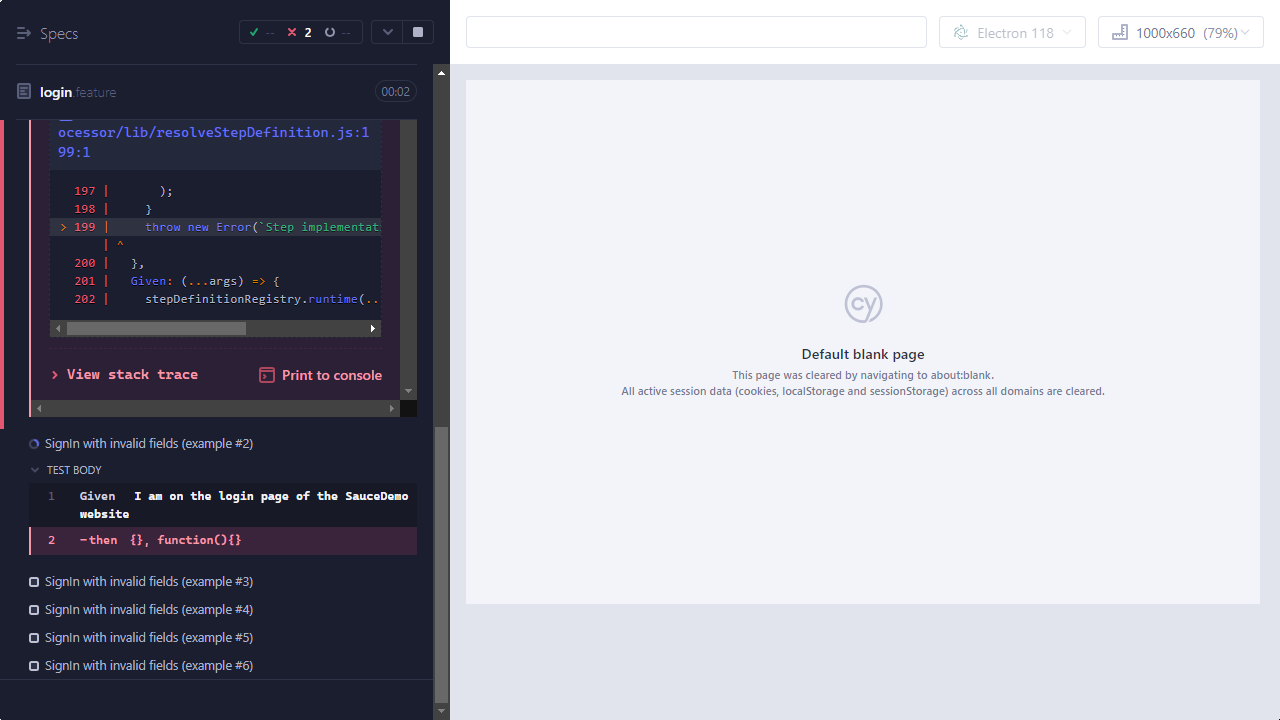 Specs
--
2
--
Electron 118
1000x660 (79%)
login.feature
00:02
ocessor/lib/resolveStepDefinition.js:1
99:1
197 | );
198 | }
> 199 | throw new Error(`Step implementati
| ^
200 | },
201 | Given: (...args) => {
202 | stepDefinitionRegistry.runtime(..
> View stack trace
Print to console
SignIn with invalid fields (example #2)
TEST BODY
1 Given I am on the login page of the SauceDemo
website
2 -then {}, function(){}
SignIn with invalid fields (example #3)
SignIn with invalid fields (example #4)
SignIn with invalid fields (example #5)
SignIn with invalid fields (example #6)
cy
Default blank page
This page was cleared by navigating to about:blank.
All active session data (cookies, localStorage and sessionStorage) across all domains are cleared.